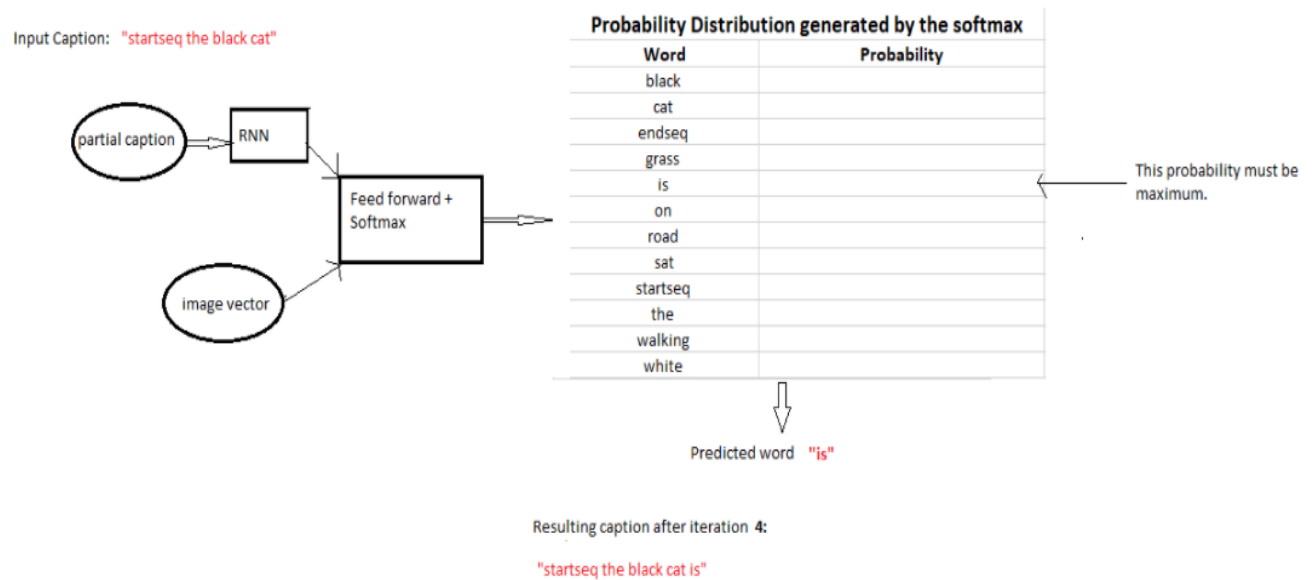 Input Caption: "startseq the black cat"
partial caption
RNN
Feed forward +
Softmax
image vector
Probability Distribution generated by the softmax
Word Probability
black
cat
endseq
grass
is
on
road
sat
startseq
the
walking
white
This probability must be
maximum.
Predicted word "is"
Resulting caption after iteration 4:
"startseq the black cat is"